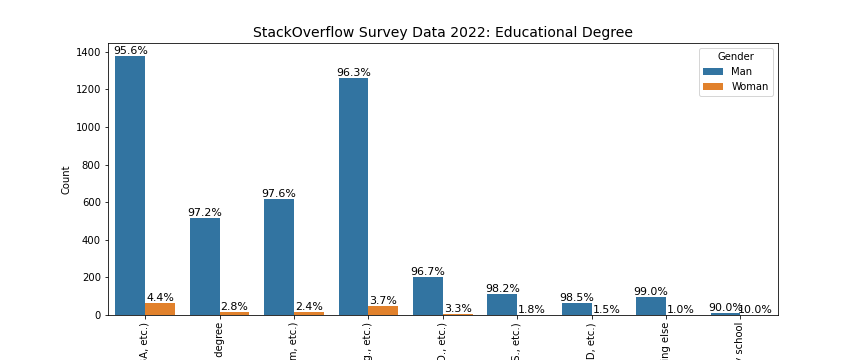 StackOverflow Survey Data 2022: Educational Degree
1400
1200
1000
800
600
400
200
0
Count
Gender
Man
Woman
95.6%
4.4%
97.2%
2.8%
97.6%
2.4%
96.3%
3.7%
96.7%
3.3%
98.2%
1.8%
98.5%
1.5%
99.0%
1.0%
90.0%
10.0%
etc.)
degree
etc.)
etc.)
etc.)
etc.)
etc.)
else
school